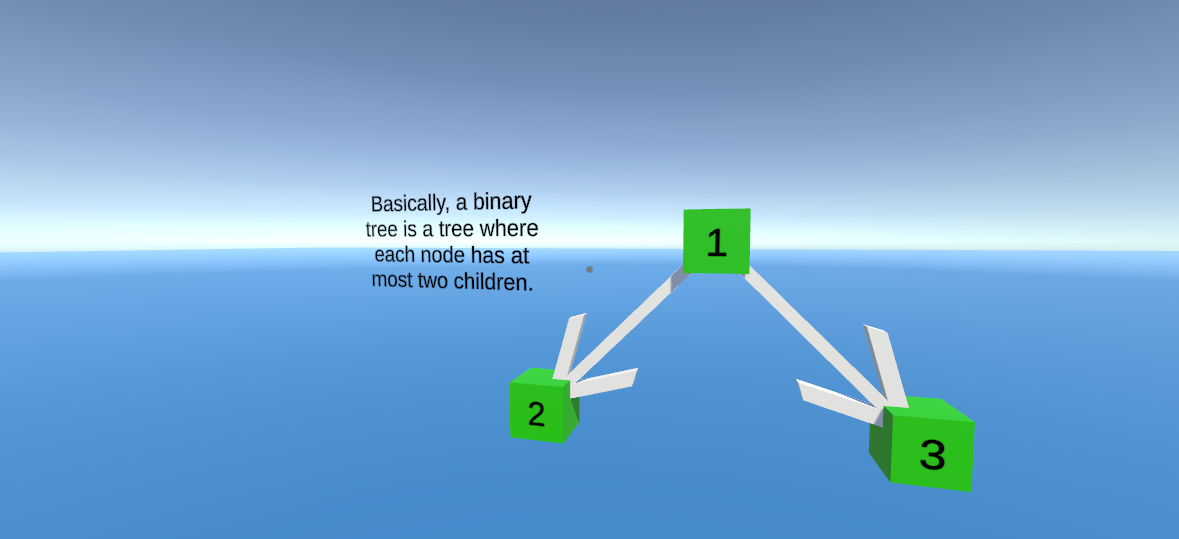 Basically, a binary
tree is a tree where
each node has at
most two children.
1
2
3